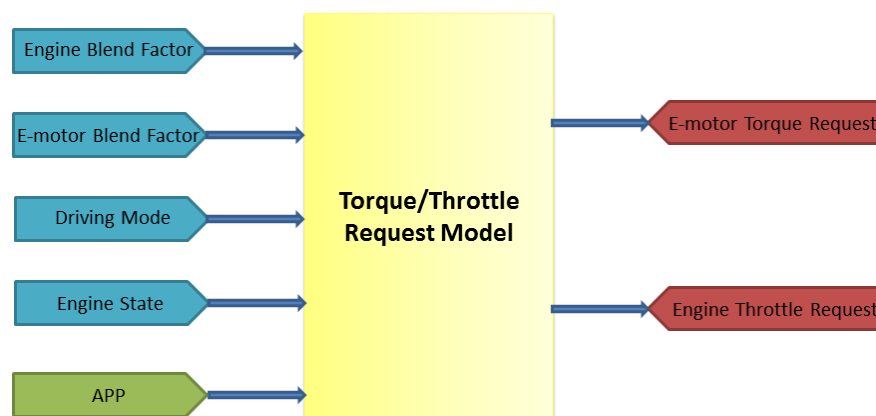 Engine Blend Factor
E-motor Blend Factor
Driving Mode
Engine State
APP
Torque/Throttle
Request Model
E-motor Torque Request
Engine Throttle Request